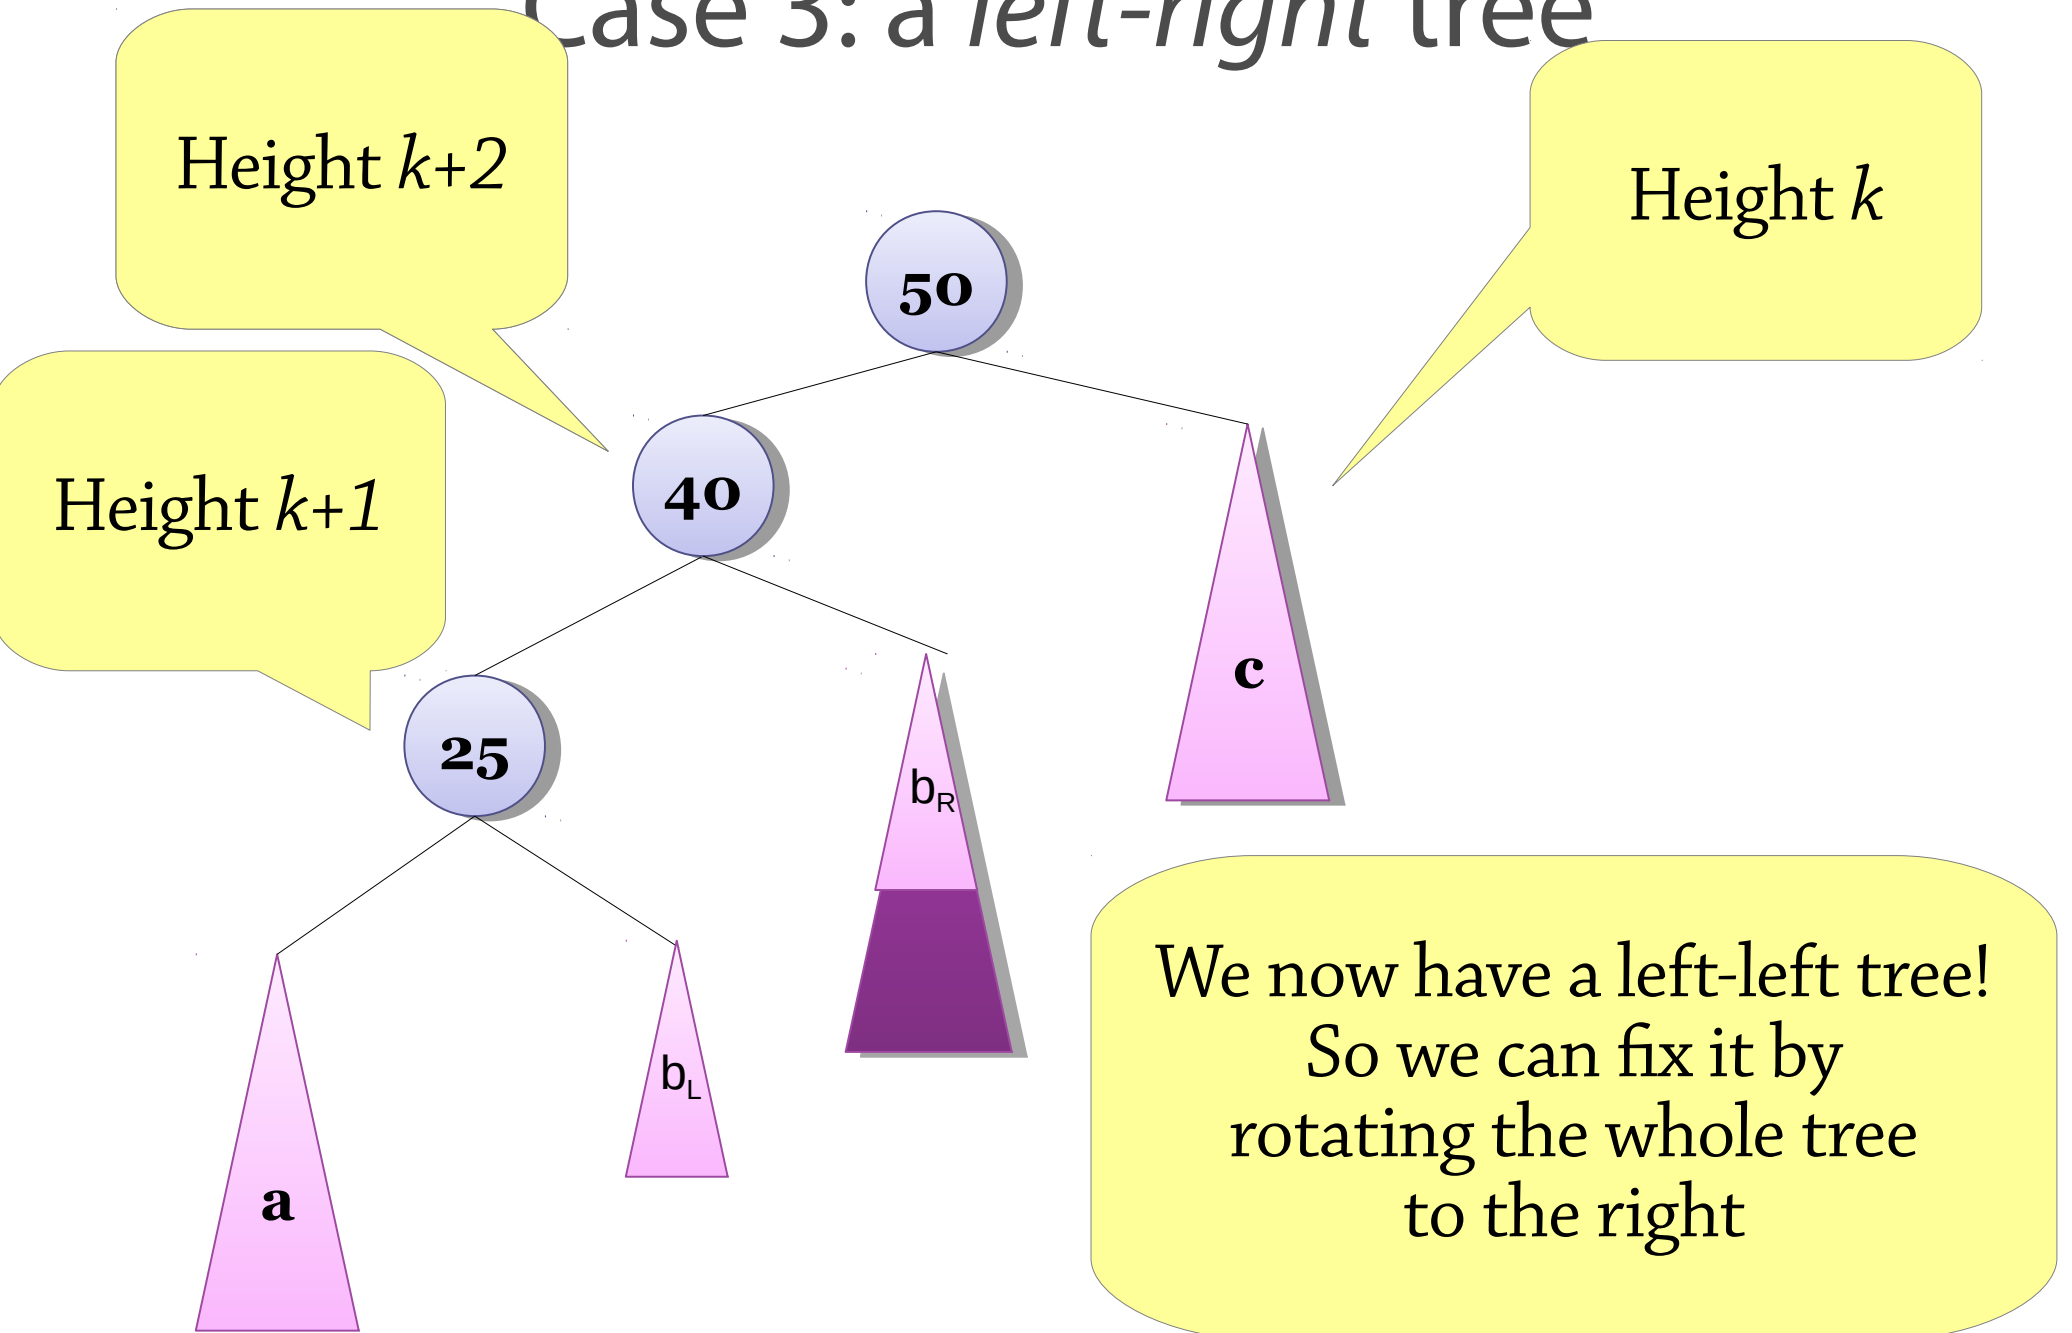 Case 3: a left-right tree
Height k+2
Height k
50
40
Height k+1
c
25
bR
bL
a
We now have a left-left tree!
So we can fix it by
rotating the whole tree
to the right